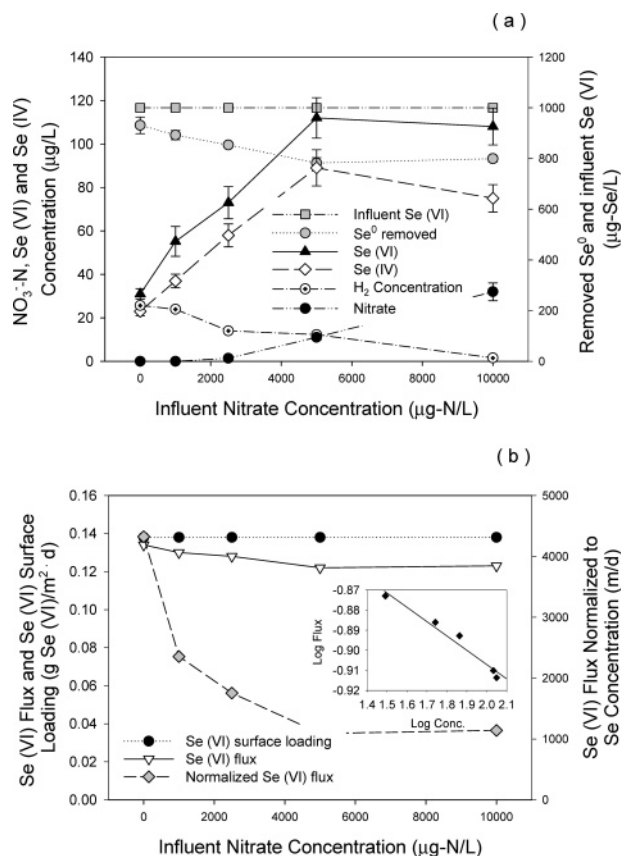 ( a )
NO₃⁻-N, Se (VI) and Se (IV)
Concentration (μg/L)
140
120
100
80
60
40
20
0
1200
1000
800
600
400
200
0
Removed Se⁰ and influent Se (VI)
(μg-Se/L)
Influent Se (VI)
Se⁰ removed
Se (VI)
Se (IV)
H₂ Concentration
Nitrate
0 2000 4000 6000 8000 10000
Influent Nitrate Concentration (μg-N/L)
( b )
Se (VI) Flux and Se (VI) Surface
Loading (g Se (VI)/m²· d)
0.16
0.14
0.12
0.10
0.08
0.06
0.04
0.02
0.00
5000
4000
3000
2000
1000
0
Se (VI) Flux Normalized to
Se Concentration (m/d)
Log Flux
-0.87
-0.88
-0.89
-0.90
-0.91
-0.92
1.4 1.5 1.6 1.7 1.8 1.9 2.0 2.1
Log Conc.
Se (VI) surface loading
Se (VI) flux
Normalized Se (VI) flux
0 2000 4000 6000 8000 10000
Influent Nitrate Concentration (μg-N/L)